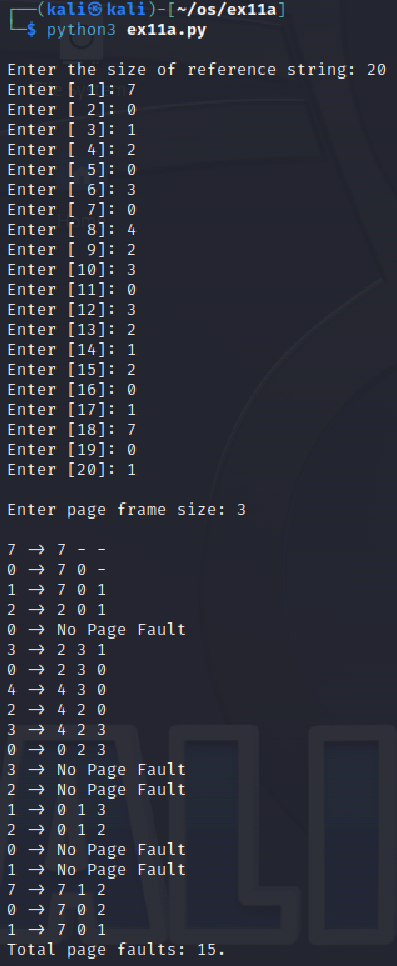 ┌──(kali㉿kali)-[~/os/ex11a]
└─$ python3 ex11a.py
Enter the size of reference string: 20
Enter [ 1]: 7
Enter [ 2]: 0
Enter [ 3]: 1
Enter [ 4]: 2
Enter [ 5]: 0
Enter [ 6]: 3
Enter [ 7]: 0
Enter [ 8]: 4
Enter [ 9]: 2
Enter [10]: 3
Enter [11]: 0
Enter [12]: 3
Enter [13]: 2
Enter [14]: 1
Enter [15]: 2
Enter [16]: 0
Enter [17]: 1
Enter [18]: 7
Enter [19]: 0
Enter [20]: 1
Enter page frame size: 3
7 → 7 - -
0 → 7 0 -
1 → 7 0 1
2 → 2 0 1
0 → No Page Fault
3 → 2 3 1
0 → 2 3 0
4 → 4 3 0
2 → 4 2 0
3 → 4 2 3
0 → 0 2 3
3 → No Page Fault
2 → No Page Fault
1 → 0 1 3
2 → 0 1 2
0 → No Page Fault
1 → No Page Fault
7 → 7 1 2
0 → 7 0 2
1 → 7 0 1
Total page faults: 15.